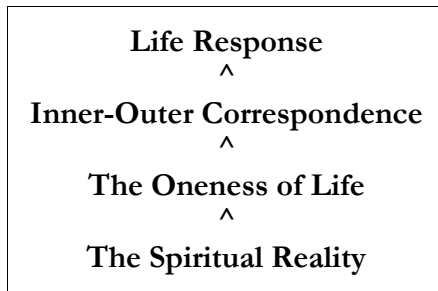 Life Response
^
Inner-Outer Correspondence
^
The Oneness of Life
^
The Spiritual Reality